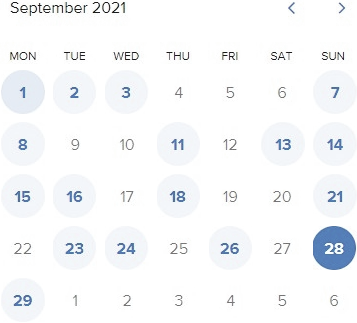 September 2021
MON TUE WED THU FRI SAT SUN
1 2 3 4 5 6 7
8 9 10 11 12 13 14
15 16 17 18 19 20 21
22 23 24 25 26 27 28
29 1 2 3 4 5 6